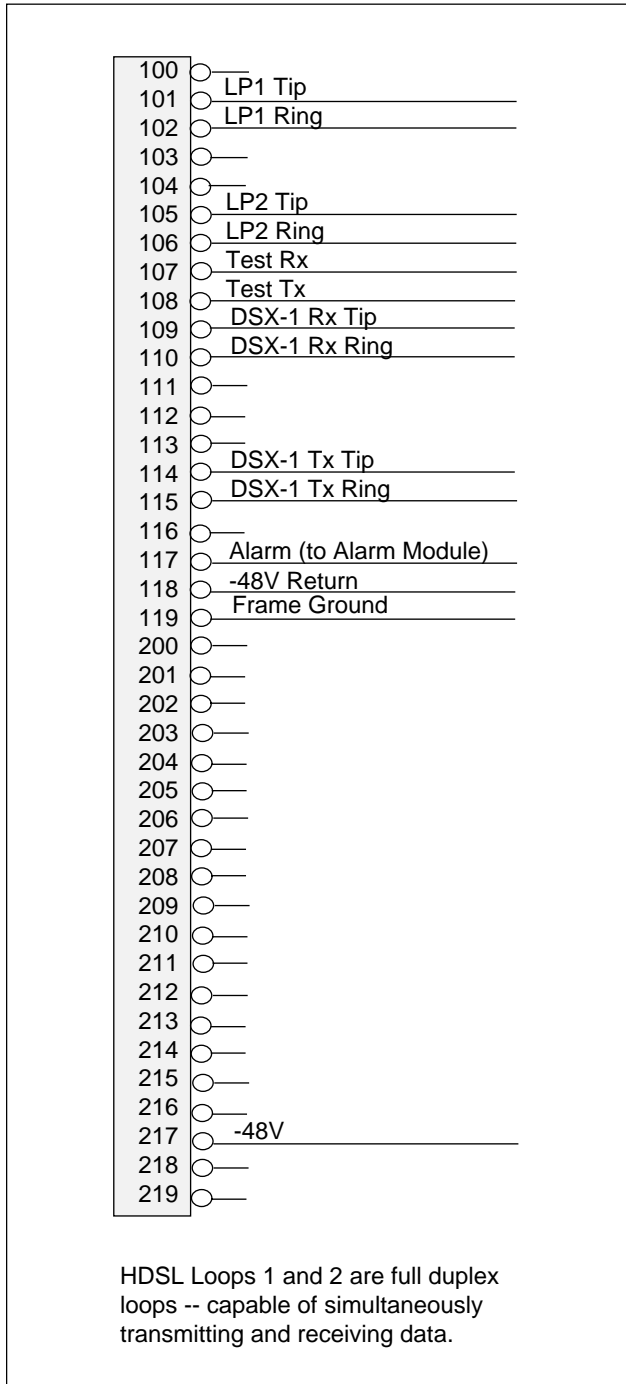 100
101 LP1 Tip
102 LP1 Ring
103
104
105 LP2 Tip
106 LP2 Ring
107 Test Rx
108 Test Tx
109 DSX-1 Rx Tip
110 DSX-1 Rx Ring
111
112
113
114 DSX-1 Tx Tip
115 DSX-1 Tx Ring
116
117 Alarm (to Alarm Module)
118 -48V Return
119 Frame Ground
200
201
202
203
204
205
206
207
208
209
210
211
212
213
214
215
216
217 -48V
218
219
HDSL Loops 1 and 2 are full duplex
loops -- capable of simultaneously
transmitting and receiving data.